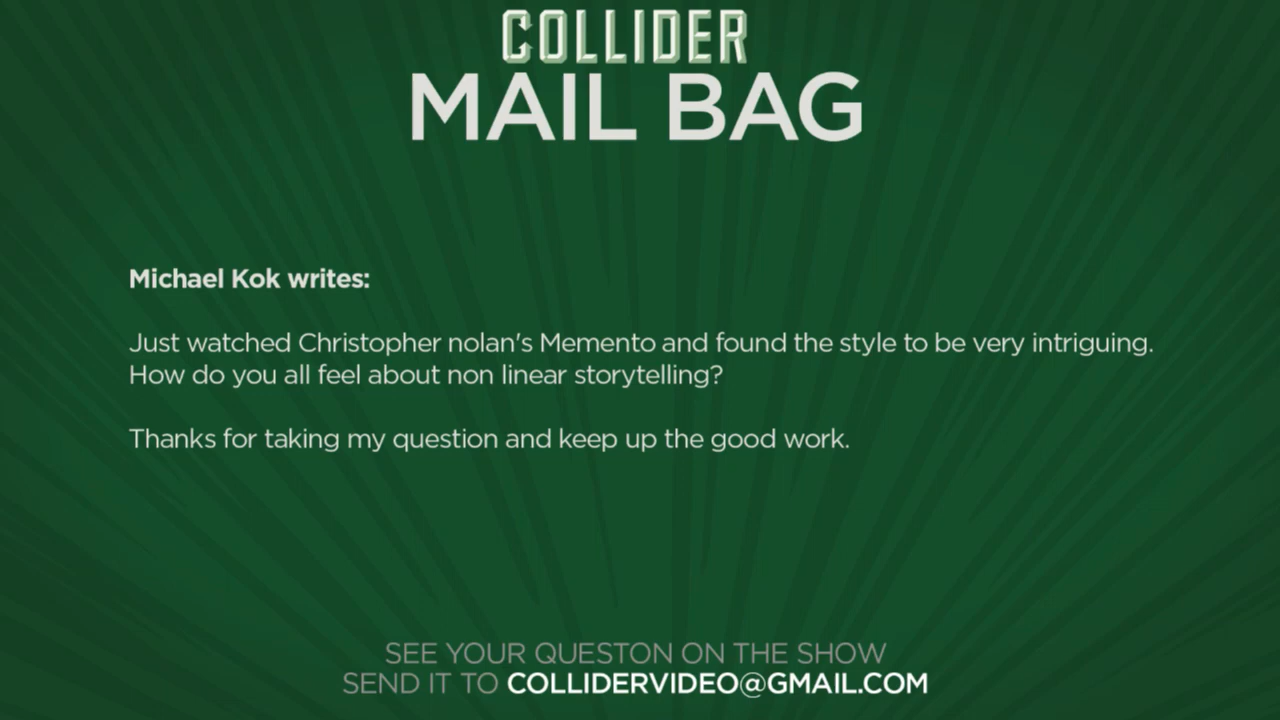 COLLIDER
MAIL BAG
Michael Kok writes:
Just watched Christopher nolan's Memento and found the style to be very intriguing.
How do you all feel about non linear storytelling?
Thanks for taking my question and keep up the good work.
SEE YOUR QUESTON ON THE SHOW
SEND IT TO COLLIDERVIDEO@GMAIL.COM